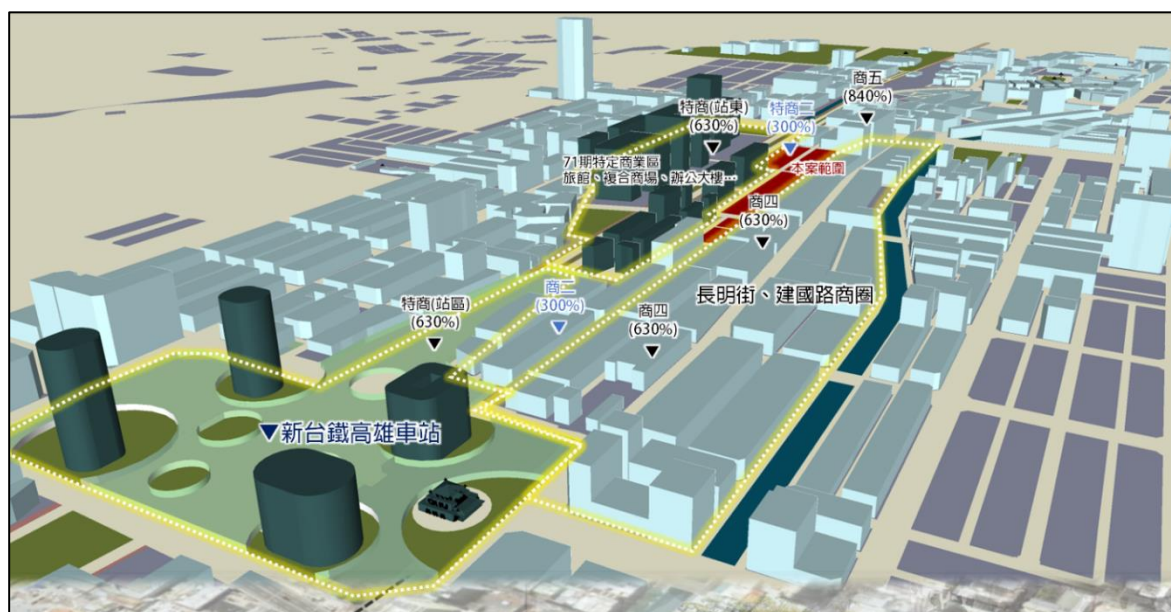 商五
(840%)
特商(站東)
(630%)
特商二
(300%)
71期特定商業區
旅館、複合商場、辦公大樓…
本案範圍
商四
(630%)
長明街、建國路商圈
特商(站區)
(630%)
商二
(300%)
商四
(630%)
▼新台鐵高雄車站